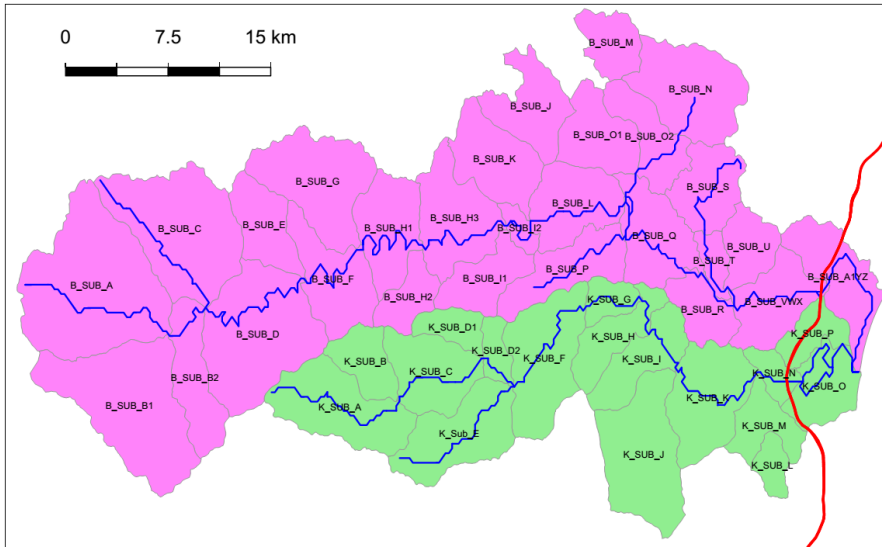 0 7.5 15 km
B_SUB_M
B_SUB_N
B_SUB_J
B_SUB_O1
B_SUB_O2
B_SUB_K
B_SUB_G
B_SUB_S
B_SUB_L
B_SUB_H3
B_SUB_E
B_SUB_C
B_SUB_H1
B_SUB_I2
B_SUB_Q
B_SUB_U
B_SUB_T
B_SUB_P
B_SUB_A
B_SUB_F
B_SUB_I1
B_SUB_A1YZ
B_SUB_H2
B_SUB_VWX
B_SUB_R
K_SUB_G
K_SUB_D1
B_SUB_D
K_SUB_P
K_SUB_H
K_SUB_D2
K_SUB_B
K_SUB_F
K_SUB_I
K_SUB_C
K_SUB_N
B_SUB_B2
K_SUB_O
K_SUB_K
B_SUB_B1
K_SUB_A
K_SUB_M
K_Sub_E
K_SUB_J
K_SUB_L